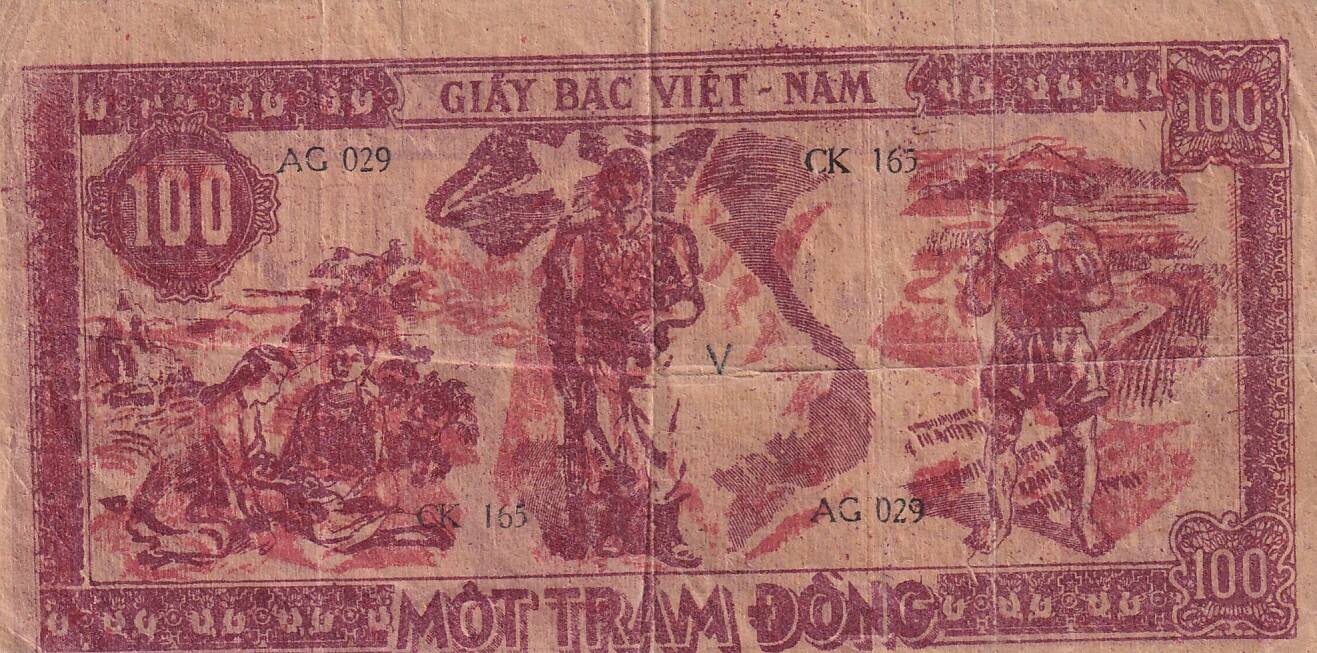 GIẤY BẠC VIỆT-NAM
100
100
AG 029
CK 165
V
CK 165
AG 029
100
MỘT TRĂM ĐỒNG